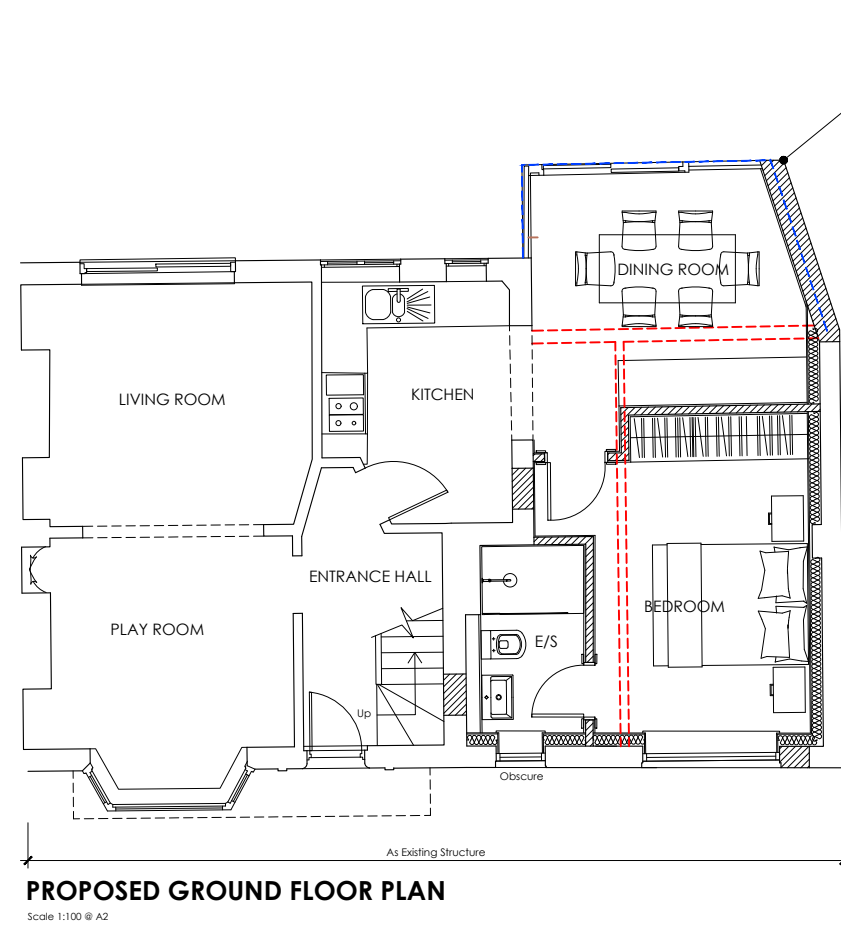 DINING ROOM
LIVING ROOM
KITCHEN
ENTRANCE HALL
BEDROOM
PLAY ROOM
E/S
Up
Obscure
As Existing Structure
PROPOSED GROUND FLOOR PLAN
Scale 1:100 @ A2